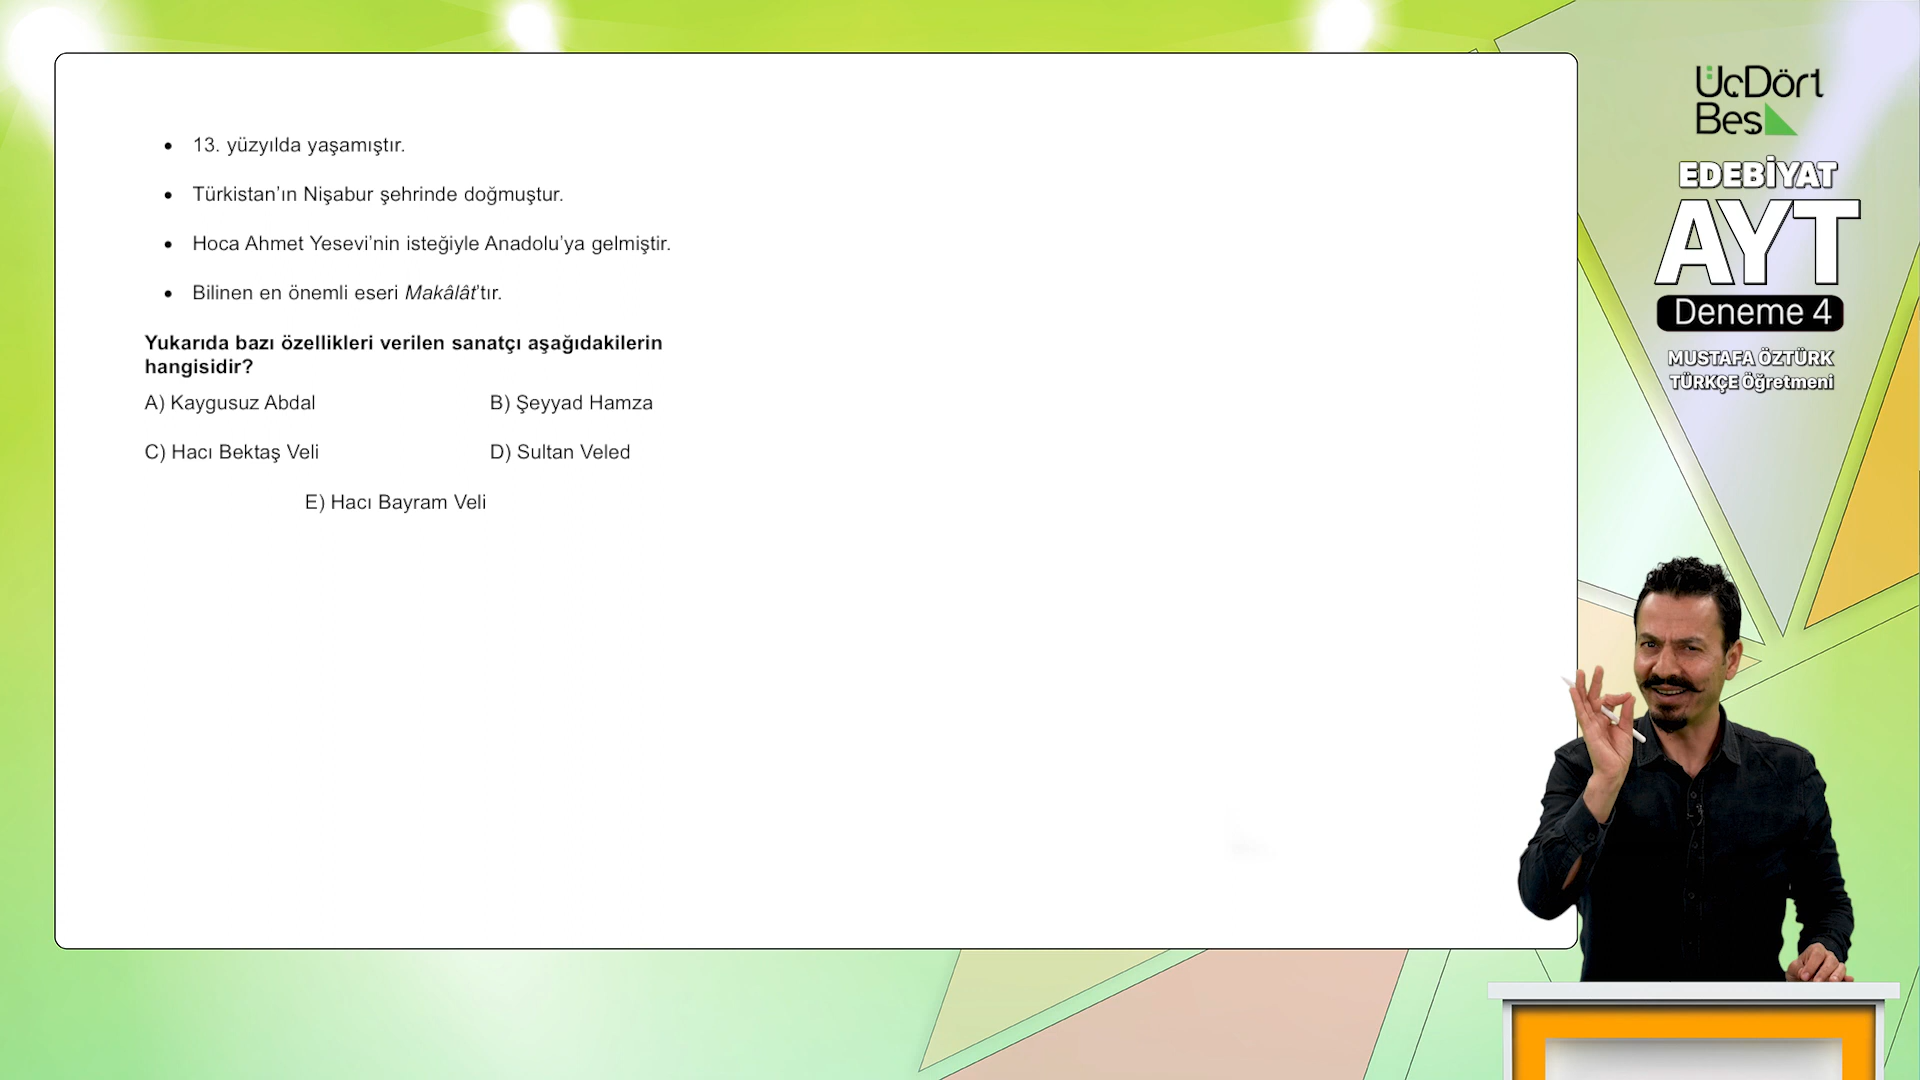 • 13. yüzyılda yaşamıştır.
• Türkistan’ın Nişabur şehrinde doğmuştur.
• Hoca Ahmet Yesevi’nin isteğiyle Anadolu’ya gelmiştir.
• Bilinen en önemli eseri Makâlât’tır.
Yukarıda bazı özellikleri verilen sanatçı aşağıdakilerin
hangisidir?
A) Kaygusuz Abdal
B) Şeyyad Hamza
C) Hacı Bektaş Veli
D) Sultan Veled
E) Hacı Bayram Veli
ÜçDört
Beş
EDEBİYAT
AYT
Deneme 4
MUSTAFA ÖZTÜRK
TÜRKÇE Öğretmeni